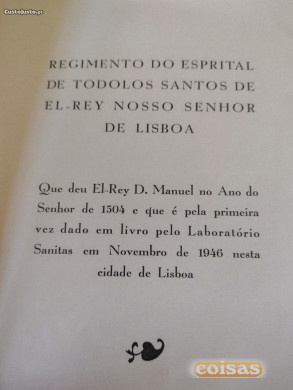 CustoJusto.pt
REGIMENTO DO ESPRITAL
DE TODOLOS SANTOS DE
EL-REY NOSSO SENHOR
DE LISBOA
Que deu El-Rey D. Manuel no Ano do
Senhor de 1504 e que é pela primeira
vez dado em livro pelo Laboratório
Sanitas em Novembro de 1946 nesta
cidade de Lisboa
coisas